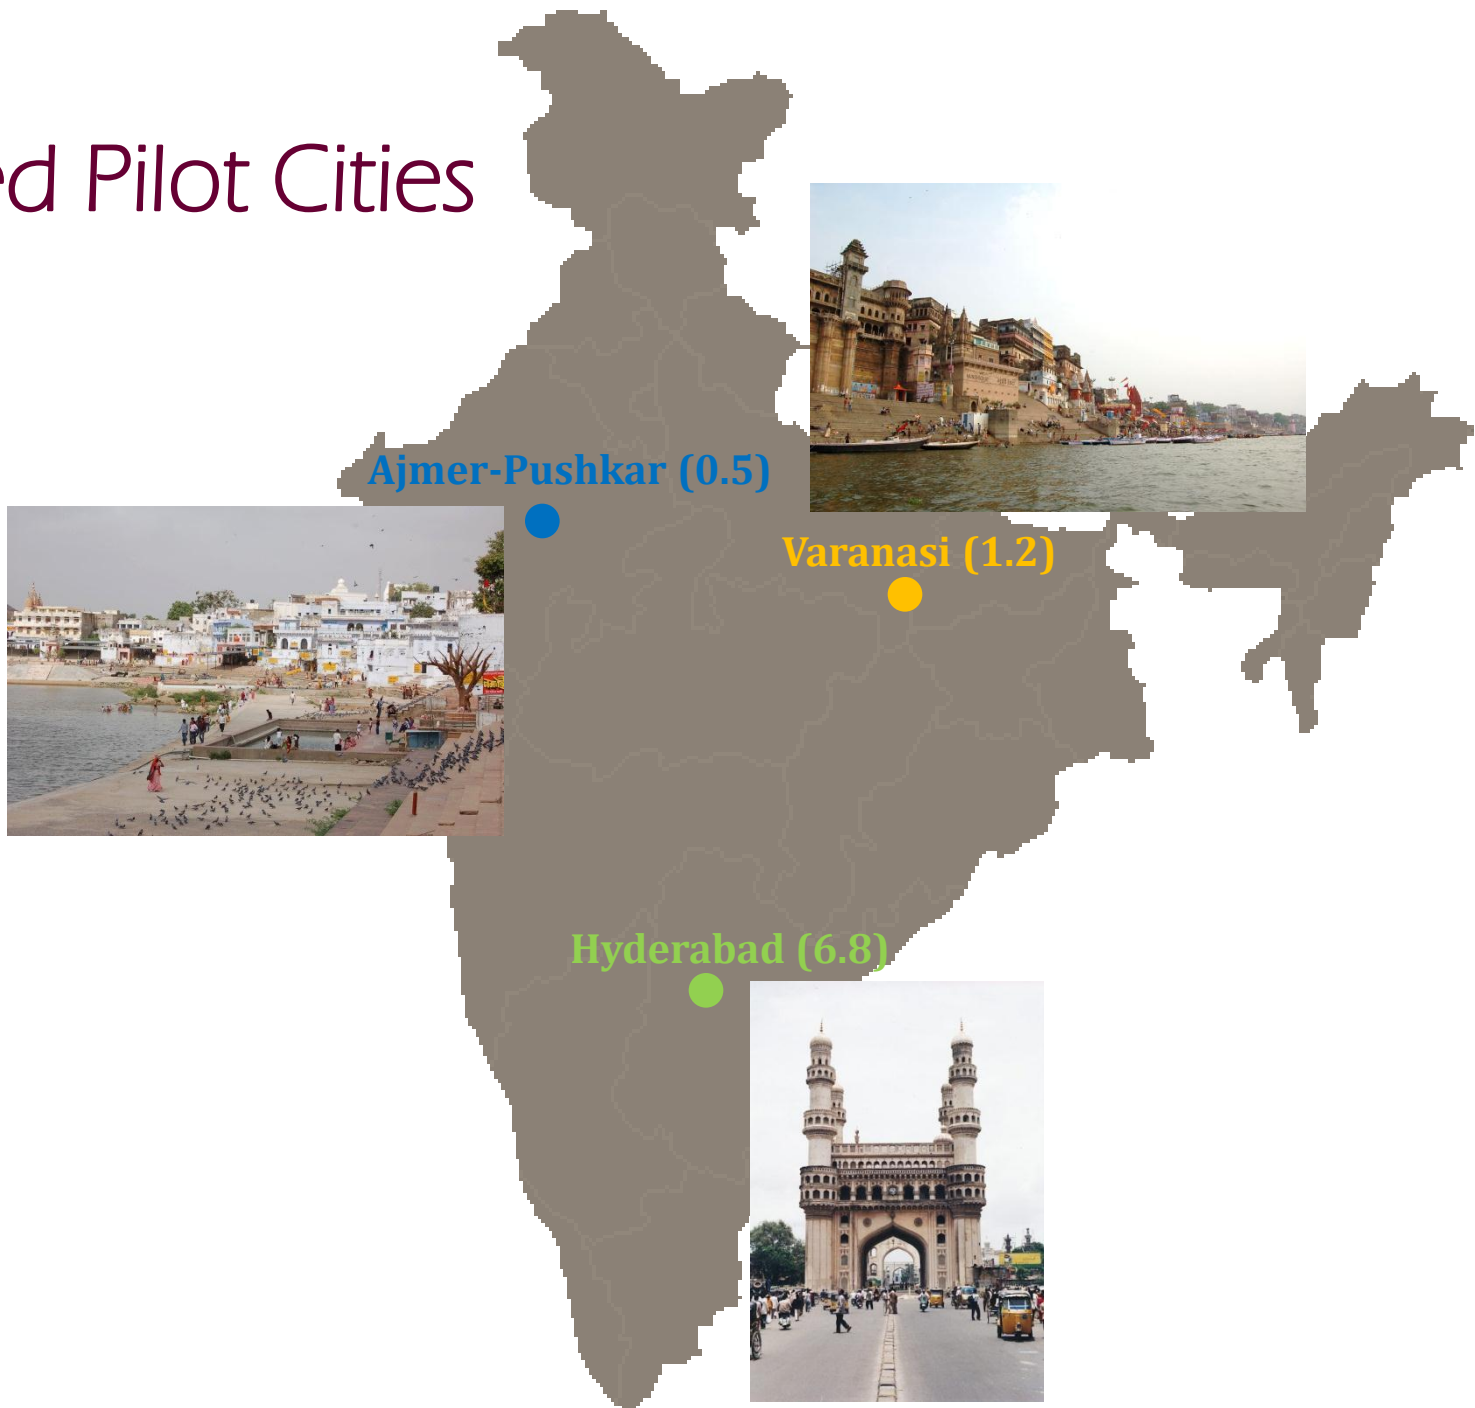 ed Pilot Cities
Ajmer-Pushkar (0.5)
Varanasi (1.2)
Hyderabad (6.8)